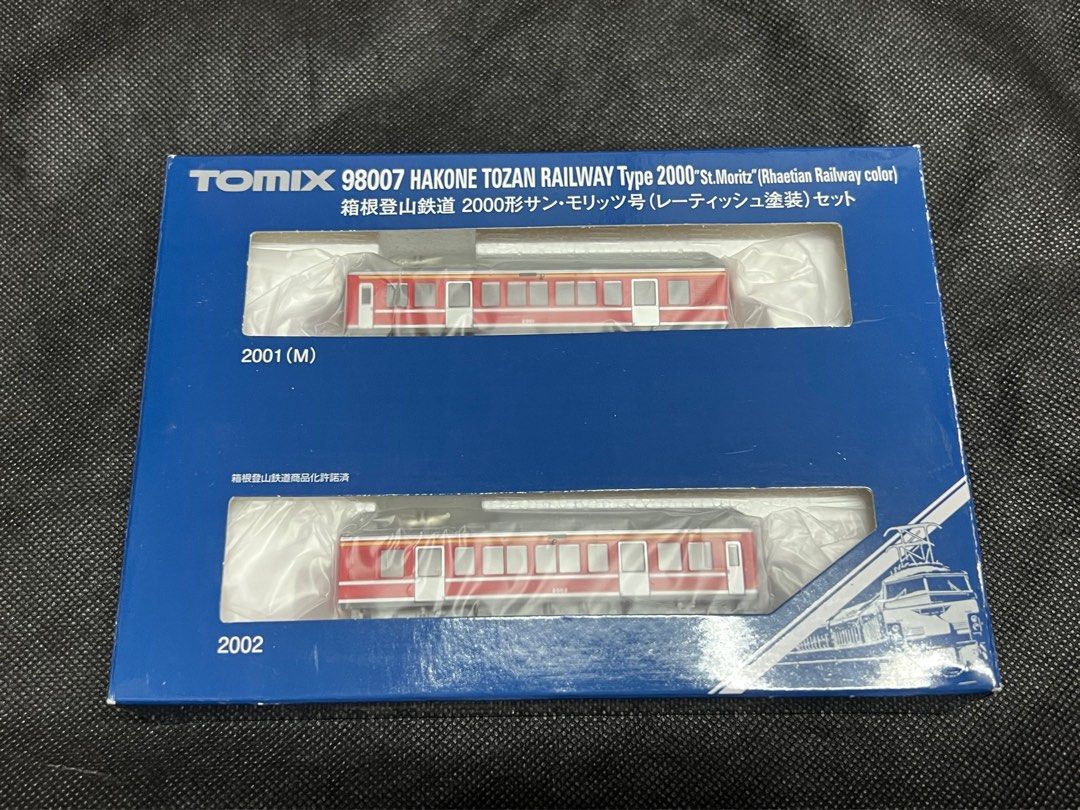 TOMIX 98007 HAKONE TOZAN RAILWAY Type 2000 "St.Moritz" (Rhaetian Railway color)
箱根登山鉄道 2000形サン・モリッツ号(レーティッシュ塗装)セット
2001(M)
箱根登山鉄道商品化許諾済
2002